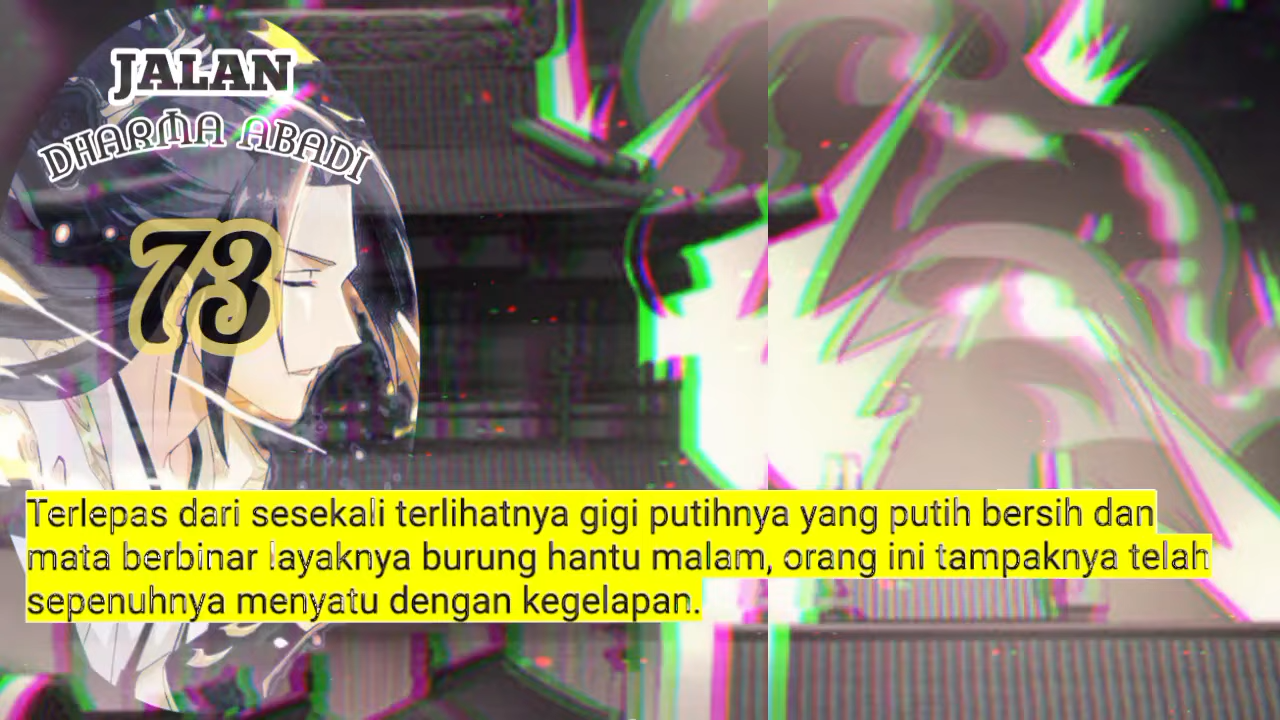 JALAN
DHARMA ABADI
73
Terlepas dari sesekali terlihatnya gigi putihnya yang putih bersih dan
mata berbinar layaknya burung hantu malam, orang ini tampaknya telah
sepenuhnya menyatu dengan kegelapan.